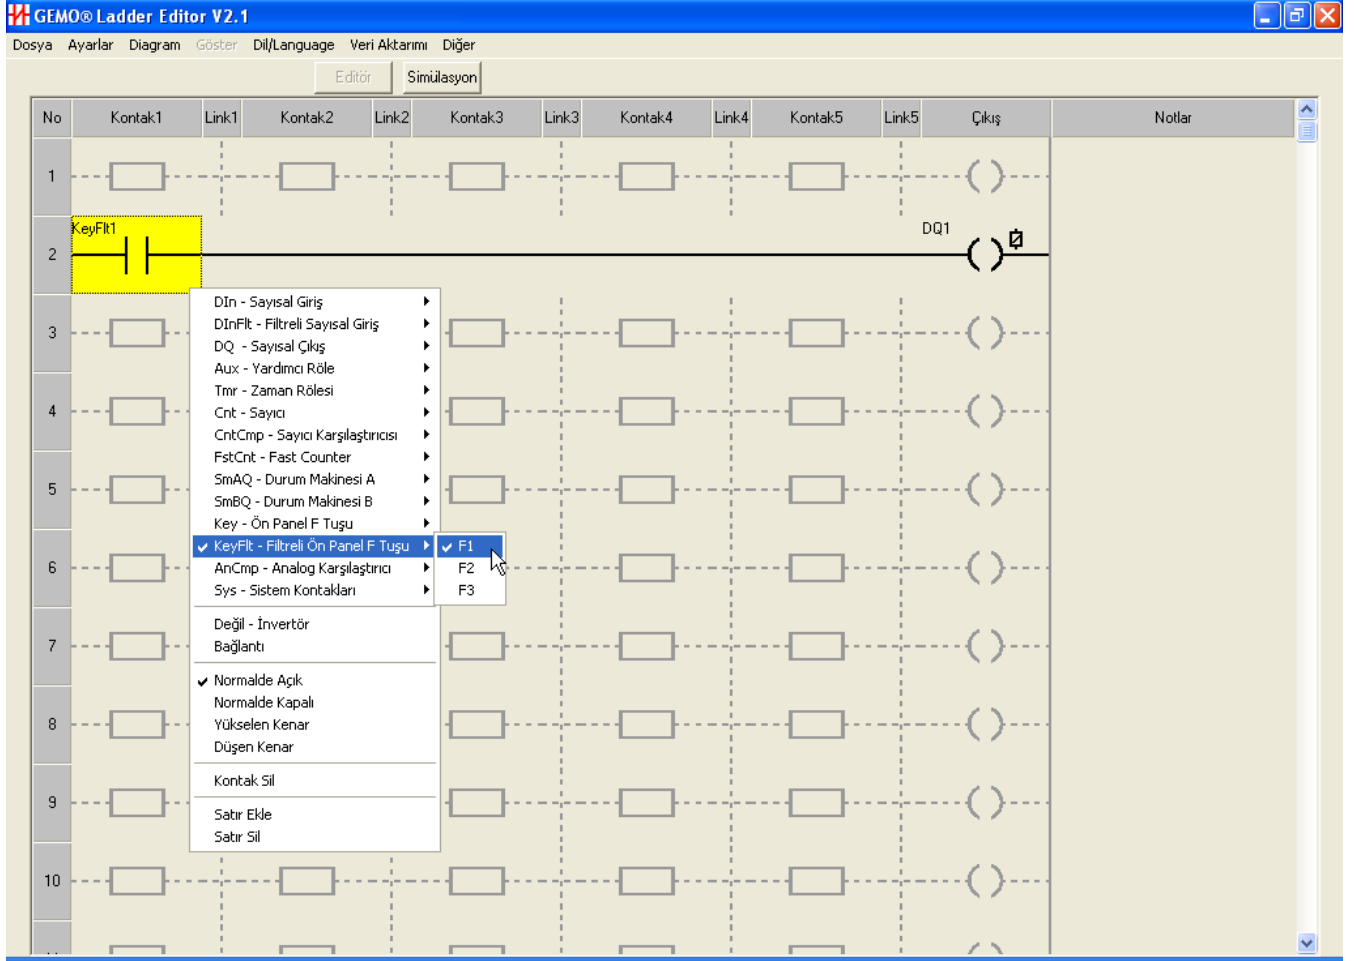 GEMO® Ladder Editor V2.1
Dosya Ayarlar Diagram Göster Dil/Language Veri Aktarımı Diğer
Editör Simülasyon
No Kontak1 Link1 Kontak2 Link2 Kontak3 Link3 Kontak4 Link4 Kontak5 Link5 Çıkış Notlar
1
KeyFlt1 DQ1
2
DIn - Sayısal Giriş
DInFlt - Filtreli Sayısal Giriş
3
DQ - Sayısal Çıkış
Aux - Yardımcı Röle
Tmr - Zaman Rölesi
4
Cnt - Sayıcı
CntCmp - Sayıcı Karşılaştırıcısı
FstCnt - Fast Counter
SmAQ - Durum Makinesi A
5
SmBQ - Durum Makinesi B
Key - Ön Panel F Tuşu
KeyFlt - Filtreli Ön Panel F Tuşu F1
6
AnCmp - Analog Karşılaştırıcı F2
Sys - Sistem Kontakları F3
Değil - İnvertör
7
Bağlantı
Normalde Açık
Normalde Kapalı
8
Yükselen Kenar
Düşen Kenar
Kontak Sil
9
Satır Ekle
Satır Sil
10